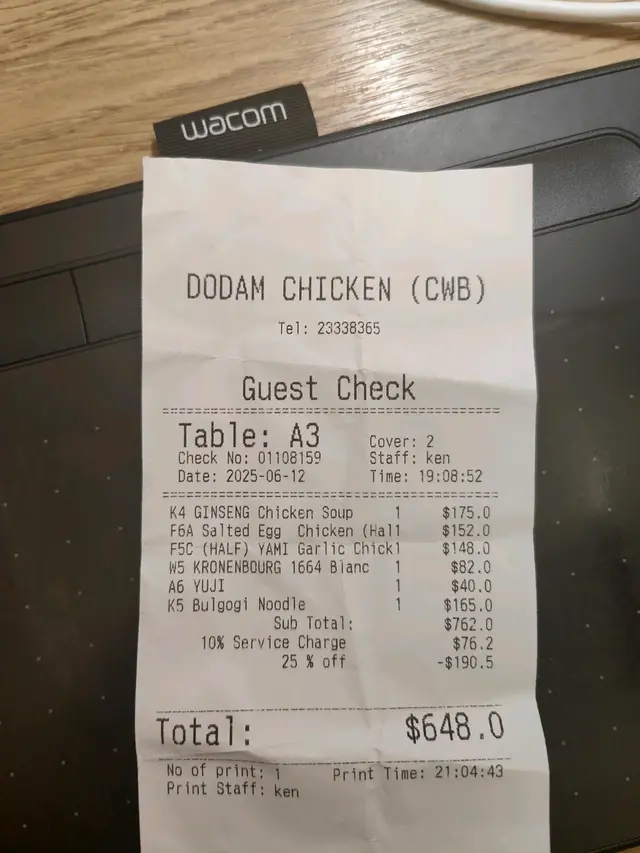 wacom
DODAM CHICKEN (CWB)
Tel: 23338365
Guest Check
Table: A3 Cover: 2
Check No: 01108159 Staff: ken
Date: 2025-06-12 Time: 19:08:52
K4 GINSENG Chicken Soup 1 $175.0
F6A Salted Egg Chicken (Hal1 $152.0
F5C (HALF) YAMI Garlic Chick1 $148.0
W5 KRONENBOURG 1664 Blanc 1 $82.0
A6 YUJI 1 $40.0
K5 Bulgogi Noodle 1 $165.0
Sub Total: $762.0
10% Service Charge $76.2
25 % off -$190.5
Total: $648.0
No of print: 1 Print Time: 21:04:43
Print Staff: ken